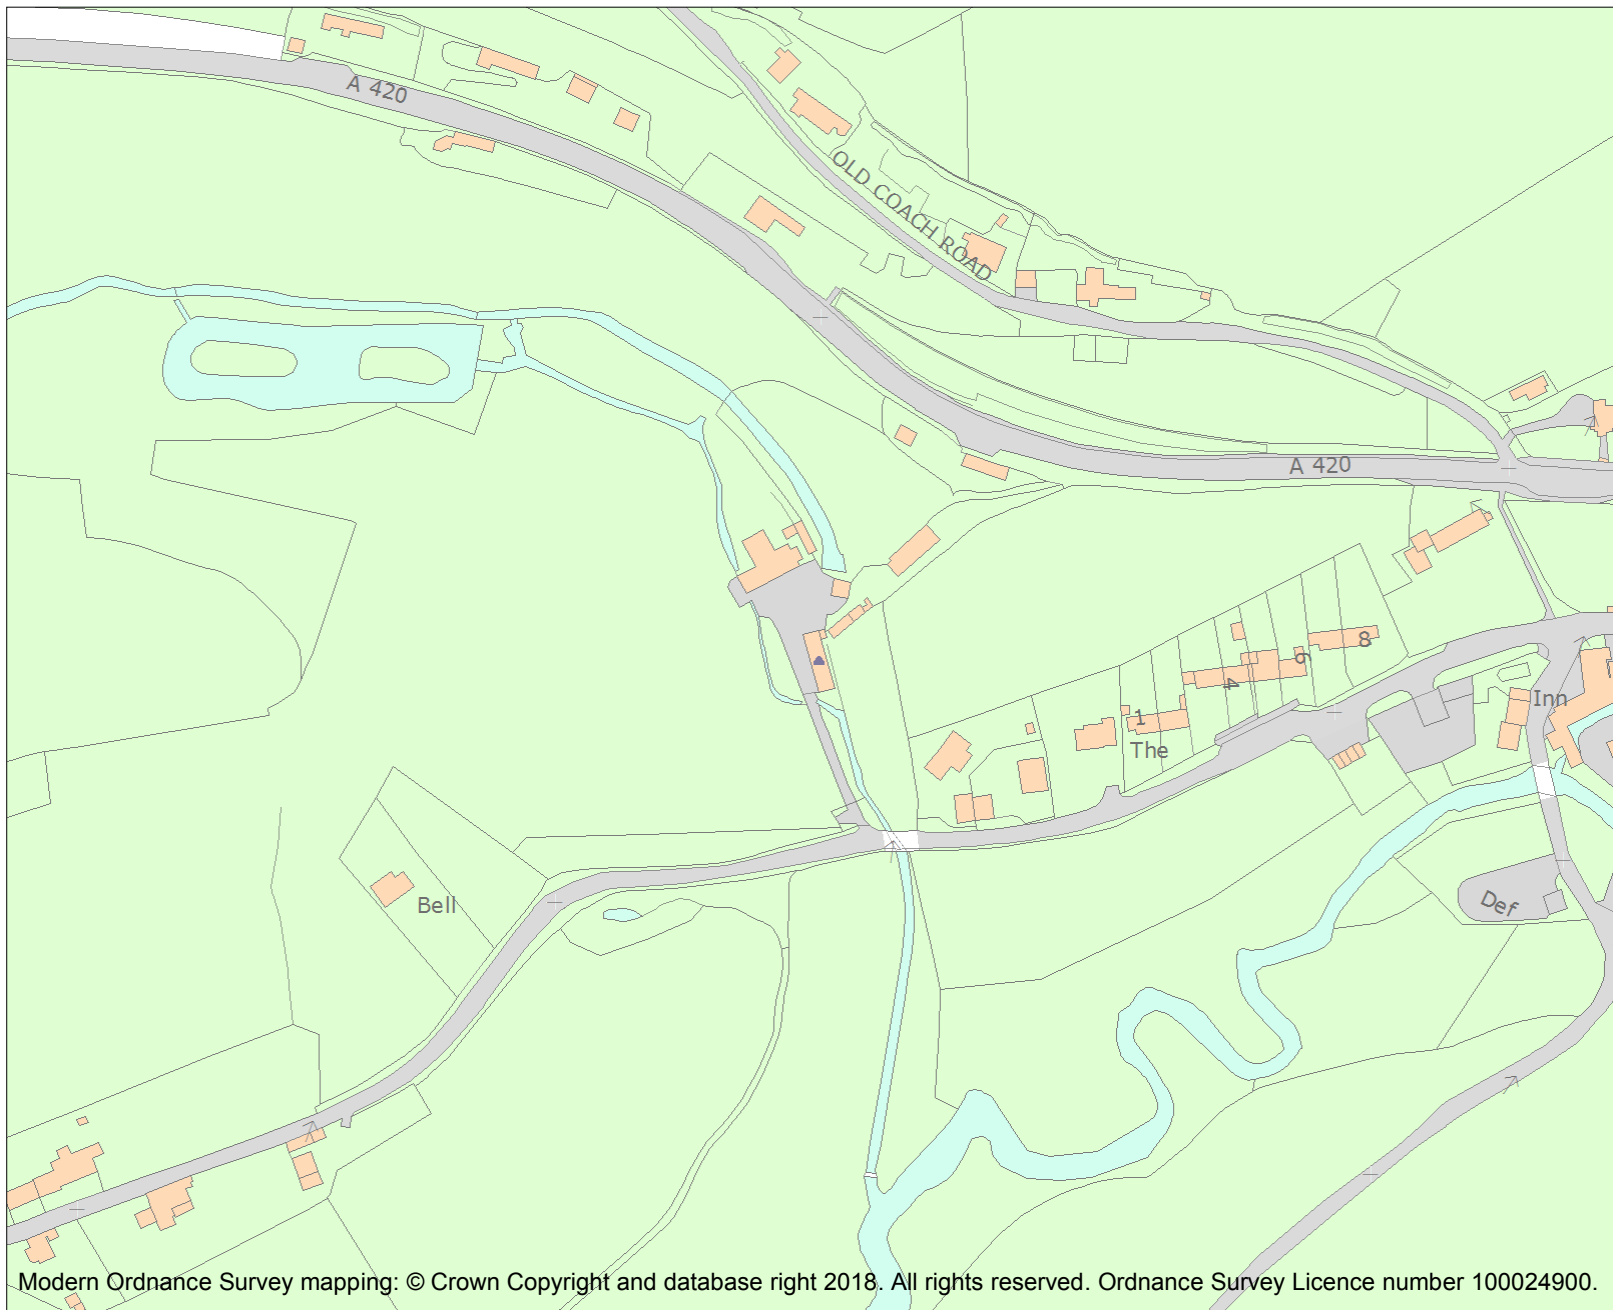 A 420
OLD COACH ROAD
A 420
8
6
4
1
The
Inn
Bell
Def
Modern Ordnance Survey mapping: © Crown Copyright and database right 2018. All rights reserved. Ordnance Survey Licence number 100024900.